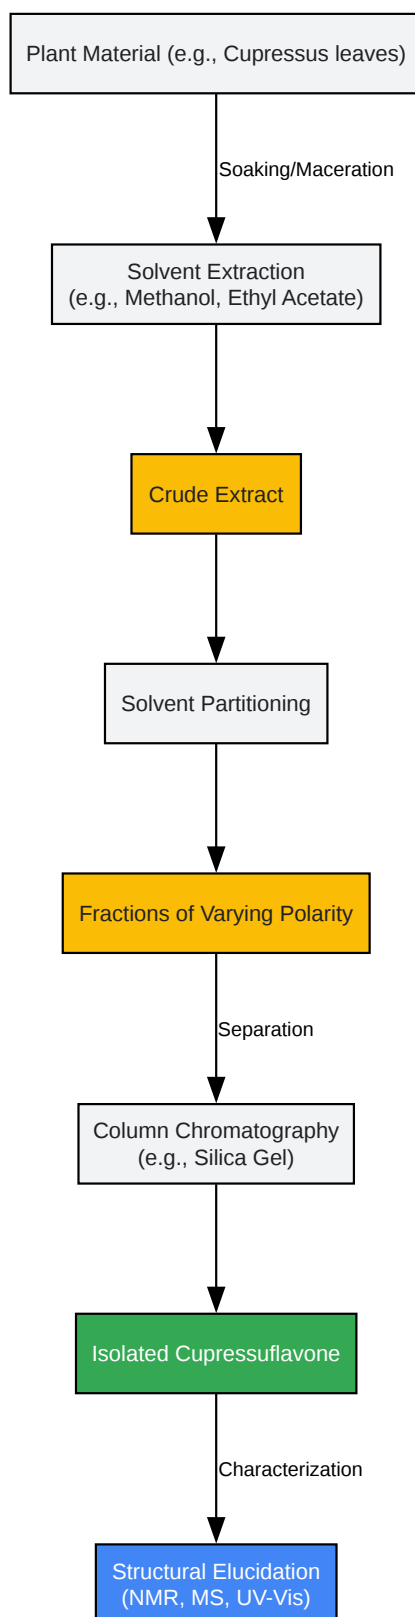 Plant Material (e.g., Cupressus leaves)
Soaking/Maceration
Solvent Extraction
(e.g., Methanol, Ethyl Acetate)
Crude Extract
Solvent Partitioning
Fractions of Varying Polarity
Separation
Column Chromatography
(e.g., Silica Gel)
Isolated Cupressuflavone
Characterization
Structural Elucidation
(NMR, MS, UV-Vis)